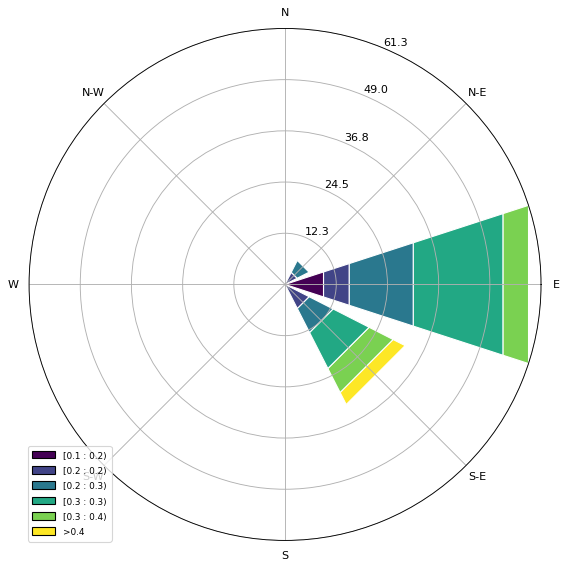 N
61.3
N-W
49.0
N-E
36.8
24.5
12.3
W
E
[0.1 : 0.2)
[0.2 : 0.2)
S-W
S-E
[0.2 : 0.3)
[0.3 : 0.3)
[0.3 : 0.4)
>0.4
S